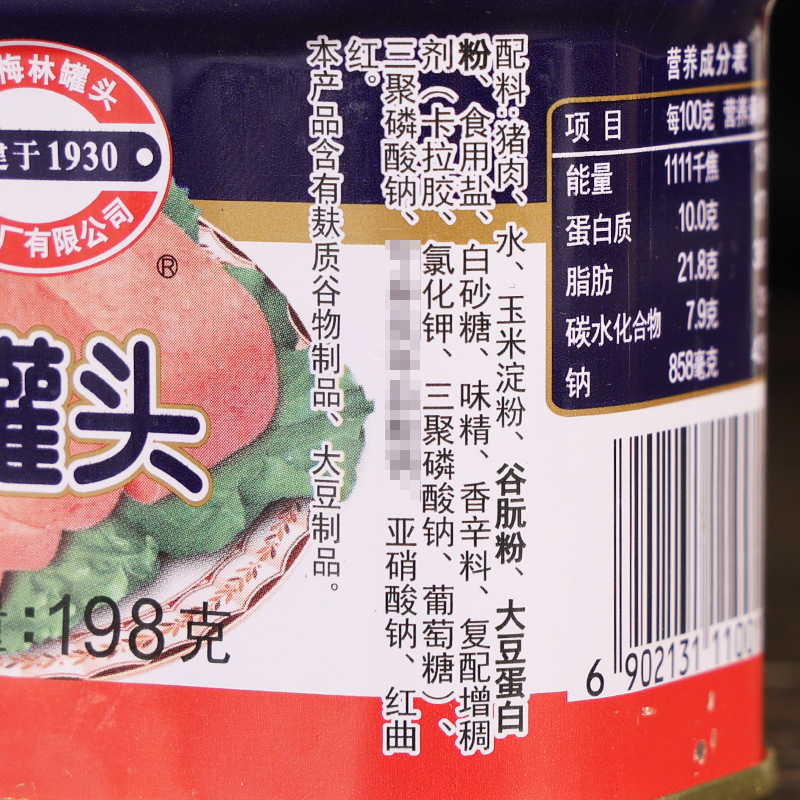 梅林罐头
建于1930
厂有限公司
®
罐头
:198克
配料:猪肉、水、玉米淀粉、谷朊粉、大豆蛋白
粉、食用盐、白砂糖、味精、香辛料、复配增稠
剂（卡拉胶、氯化钾、三聚磷酸钠、葡萄糖）、
三聚磷酸钠、
亚硝酸钠、红曲
红。
本产品含有麸质谷物制品、大豆制品。
营养成分表
项目 每100克 营养
能量 1111千焦
蛋白质 10.0克
脂肪 21.8克
碳水化合物 7.9克
钠 858毫克
6 902131 1100